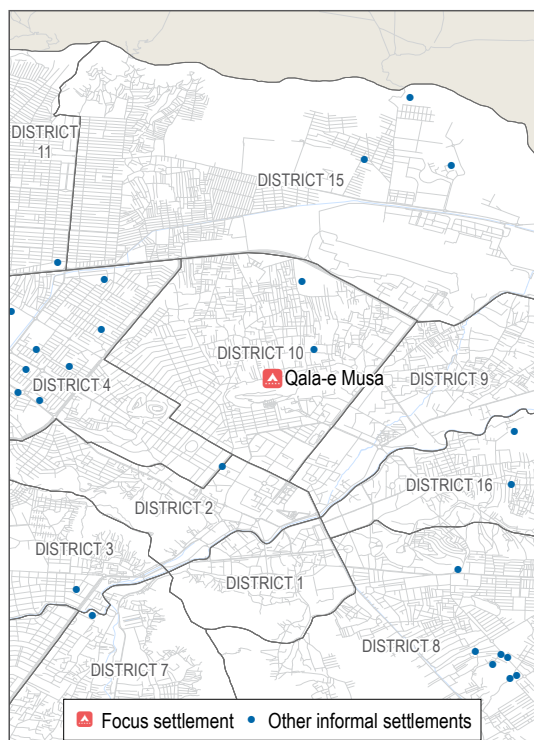 DISTRICT
11
DISTRICT 15
DISTRICT 10
Qala-e Musa
DISTRICT 9
DISTRICT 4
DISTRICT 16
DISTRICT 2
DISTRICT 3
DISTRICT 1
DISTRICT 8
DISTRICT 7
Focus settlement
Other informal settlements